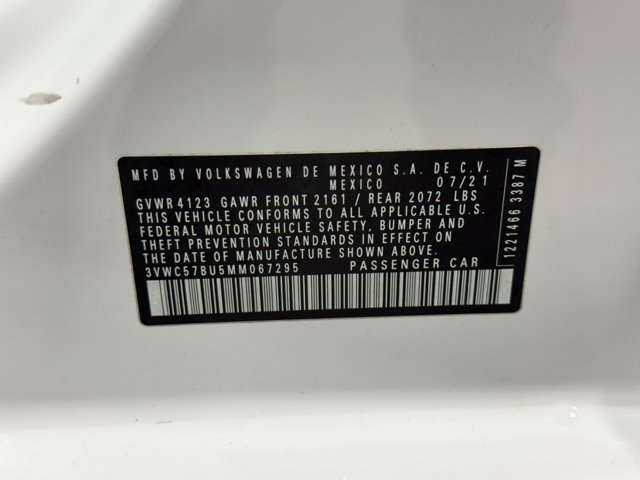 MFD BY VOLKSWAGEN DE MEXICO S.A. DE C.V.
MEXICO 07/21
GVWR 4123 GAWR FRONT 2161 / REAR 2072 LBS
THIS VEHICLE CONFORMS TO ALL APPLICABLE U.S.
FEDERAL MOTOR VEHICLE SAFETY, BUMPER AND
THEFT PREVENTION STANDARDS IN EFFECT ON
THE DATE OF MANUFACTURE SHOWN ABOVE.
3VWC57BU5MM067295 PASSENGER CAR
1221466 3387 M